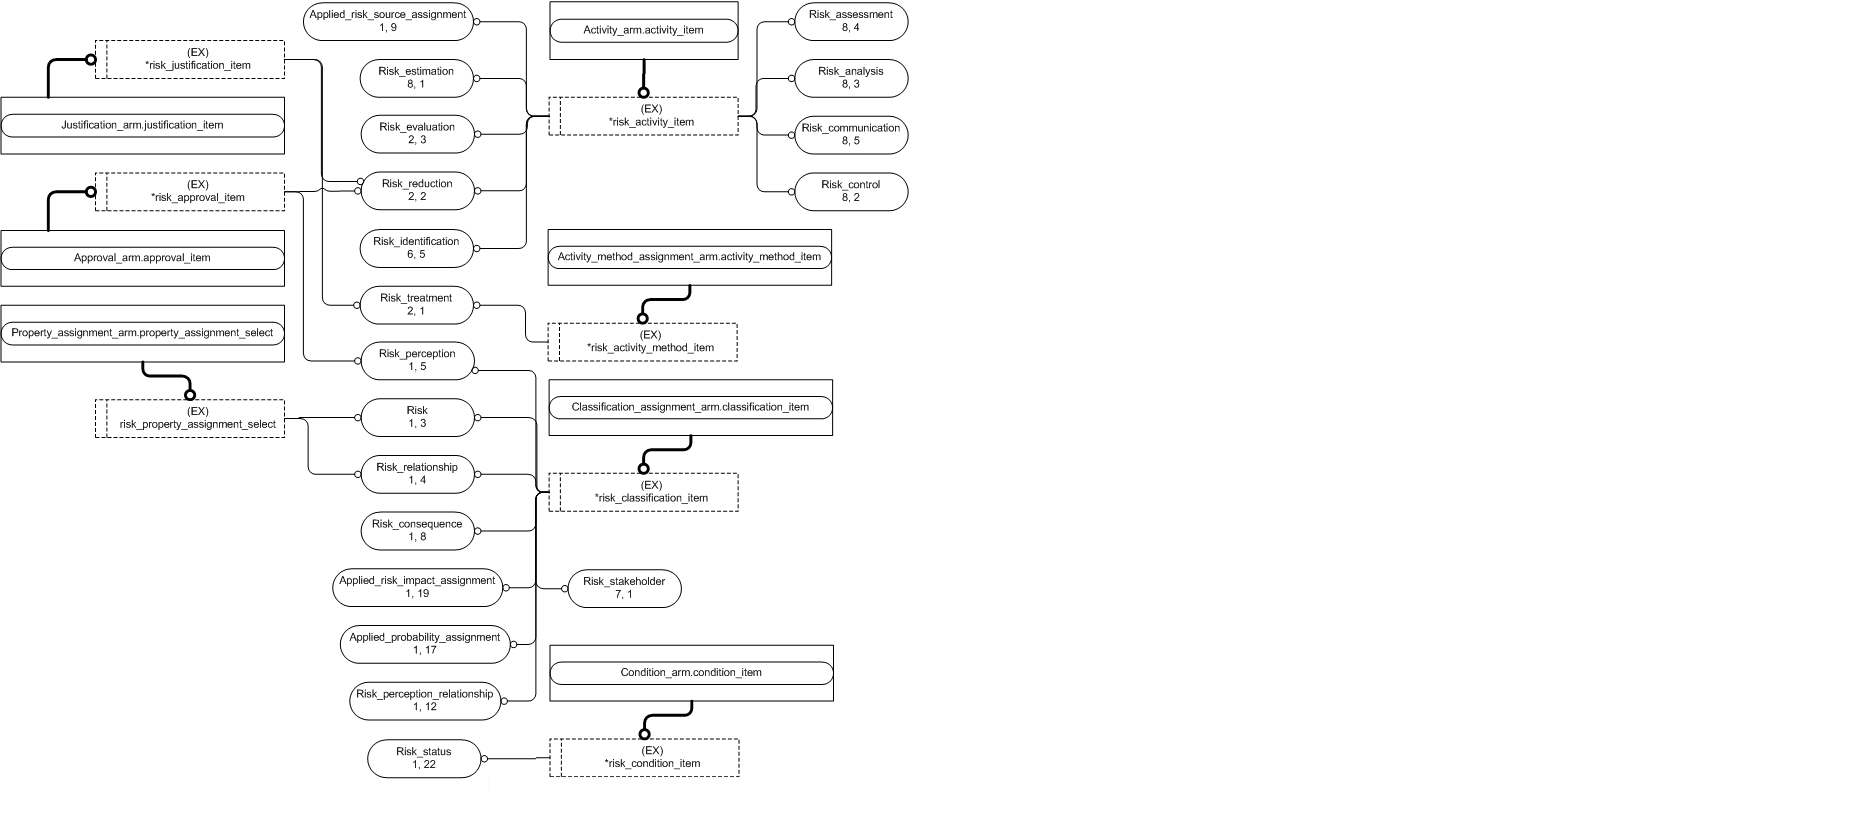 Applied_risk_source_assignment
1, 9
Activity_arm.activity_item
Risk_assessment
8, 4
(EX)
*risk_justification_item
Risk_estimation
8, 1
Risk_analysis
8, 3
(EX)
*risk_activity_item
Justification_arm.justification_item
Risk_evaluation
2, 3
Risk_communication
8, 5
(EX)
*risk_approval_item
Risk_reduction
2, 2
Risk_control
8, 2
Risk_identification
6, 5
Approval_arm.approval_item
Activity_method_assignment_arm.activity_method_item
Risk_treatment
2, 1
Property_assignment_arm.property_assignment_select
(EX)
*risk_activity_method_item
Risk_perception
1, 5
(EX)
risk_property_assignment_select
Risk
1, 3
Classification_assignment_arm.classification_item
Risk_relationship
1, 4
(EX)
*risk_classification_item
Risk_consequence
1, 8
Applied_risk_impact_assignment
1, 19
Risk_stakeholder
7, 1
Applied_probability_assignment
1, 17
Condition_arm.condition_item
Risk_perception_relationship
1, 12
Risk_status
1, 22
(EX)
*risk_condition_item